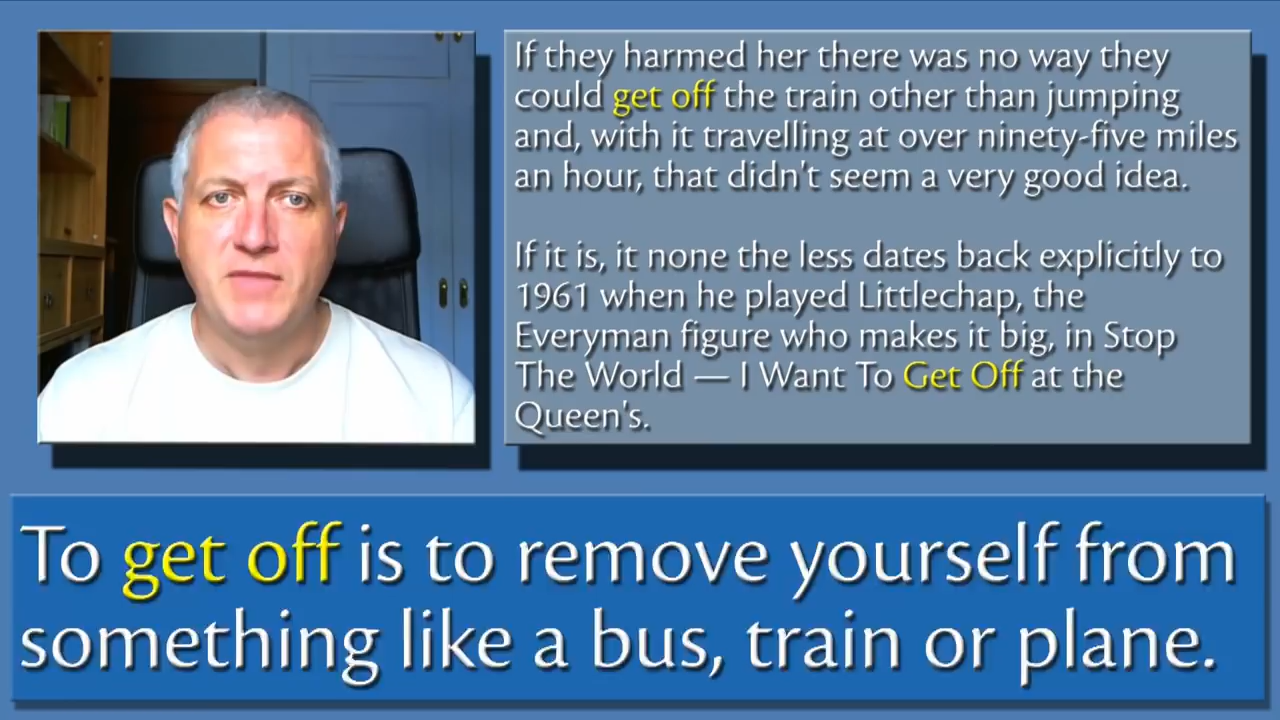 If they harmed her there was no way they
could get off the train other than jumping
and, with it travelling at over ninety-five miles
an hour, that didn't seem a very good idea.
If it is, it none the less dates back explicitly to
1961 when he played Littlechap, the
Everyman figure who makes it big, in Stop
The World — I Want To Get Off at the
Queen's.
To get off is to remove yourself from
something like a bus, train or plane.